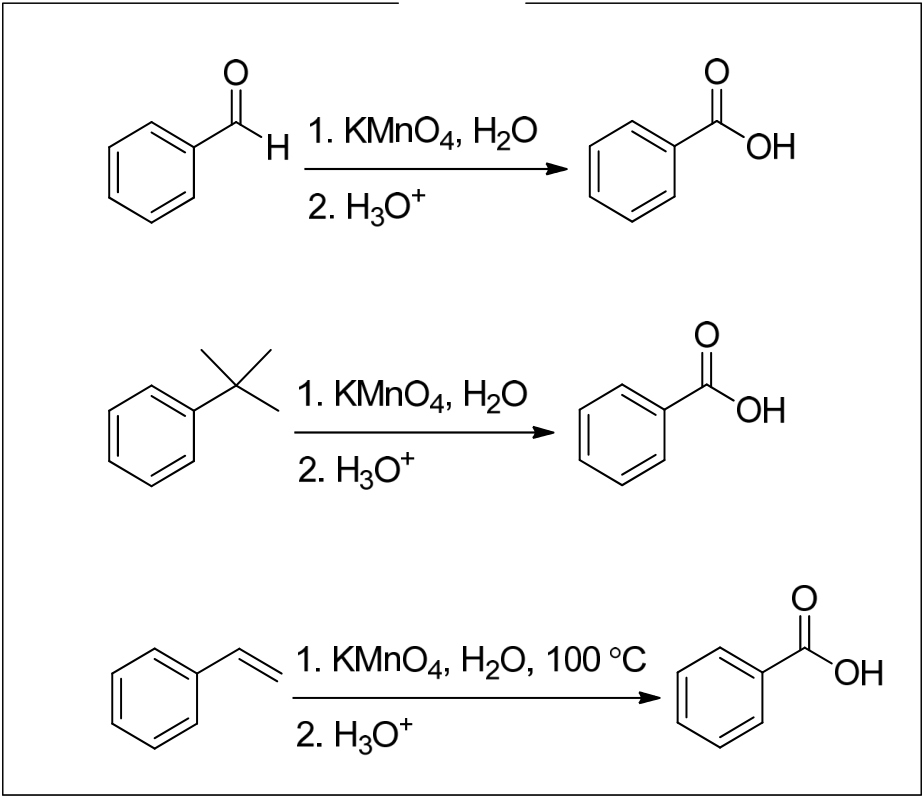 O
H
1. KMnO₄, H₂O
2. H₃O⁺
O
OH
1. KMnO₄, H₂O
2. H₃O⁺
O
OH
1. KMnO₄, H₂O, 100 °C
2. H₃O⁺
O
OH